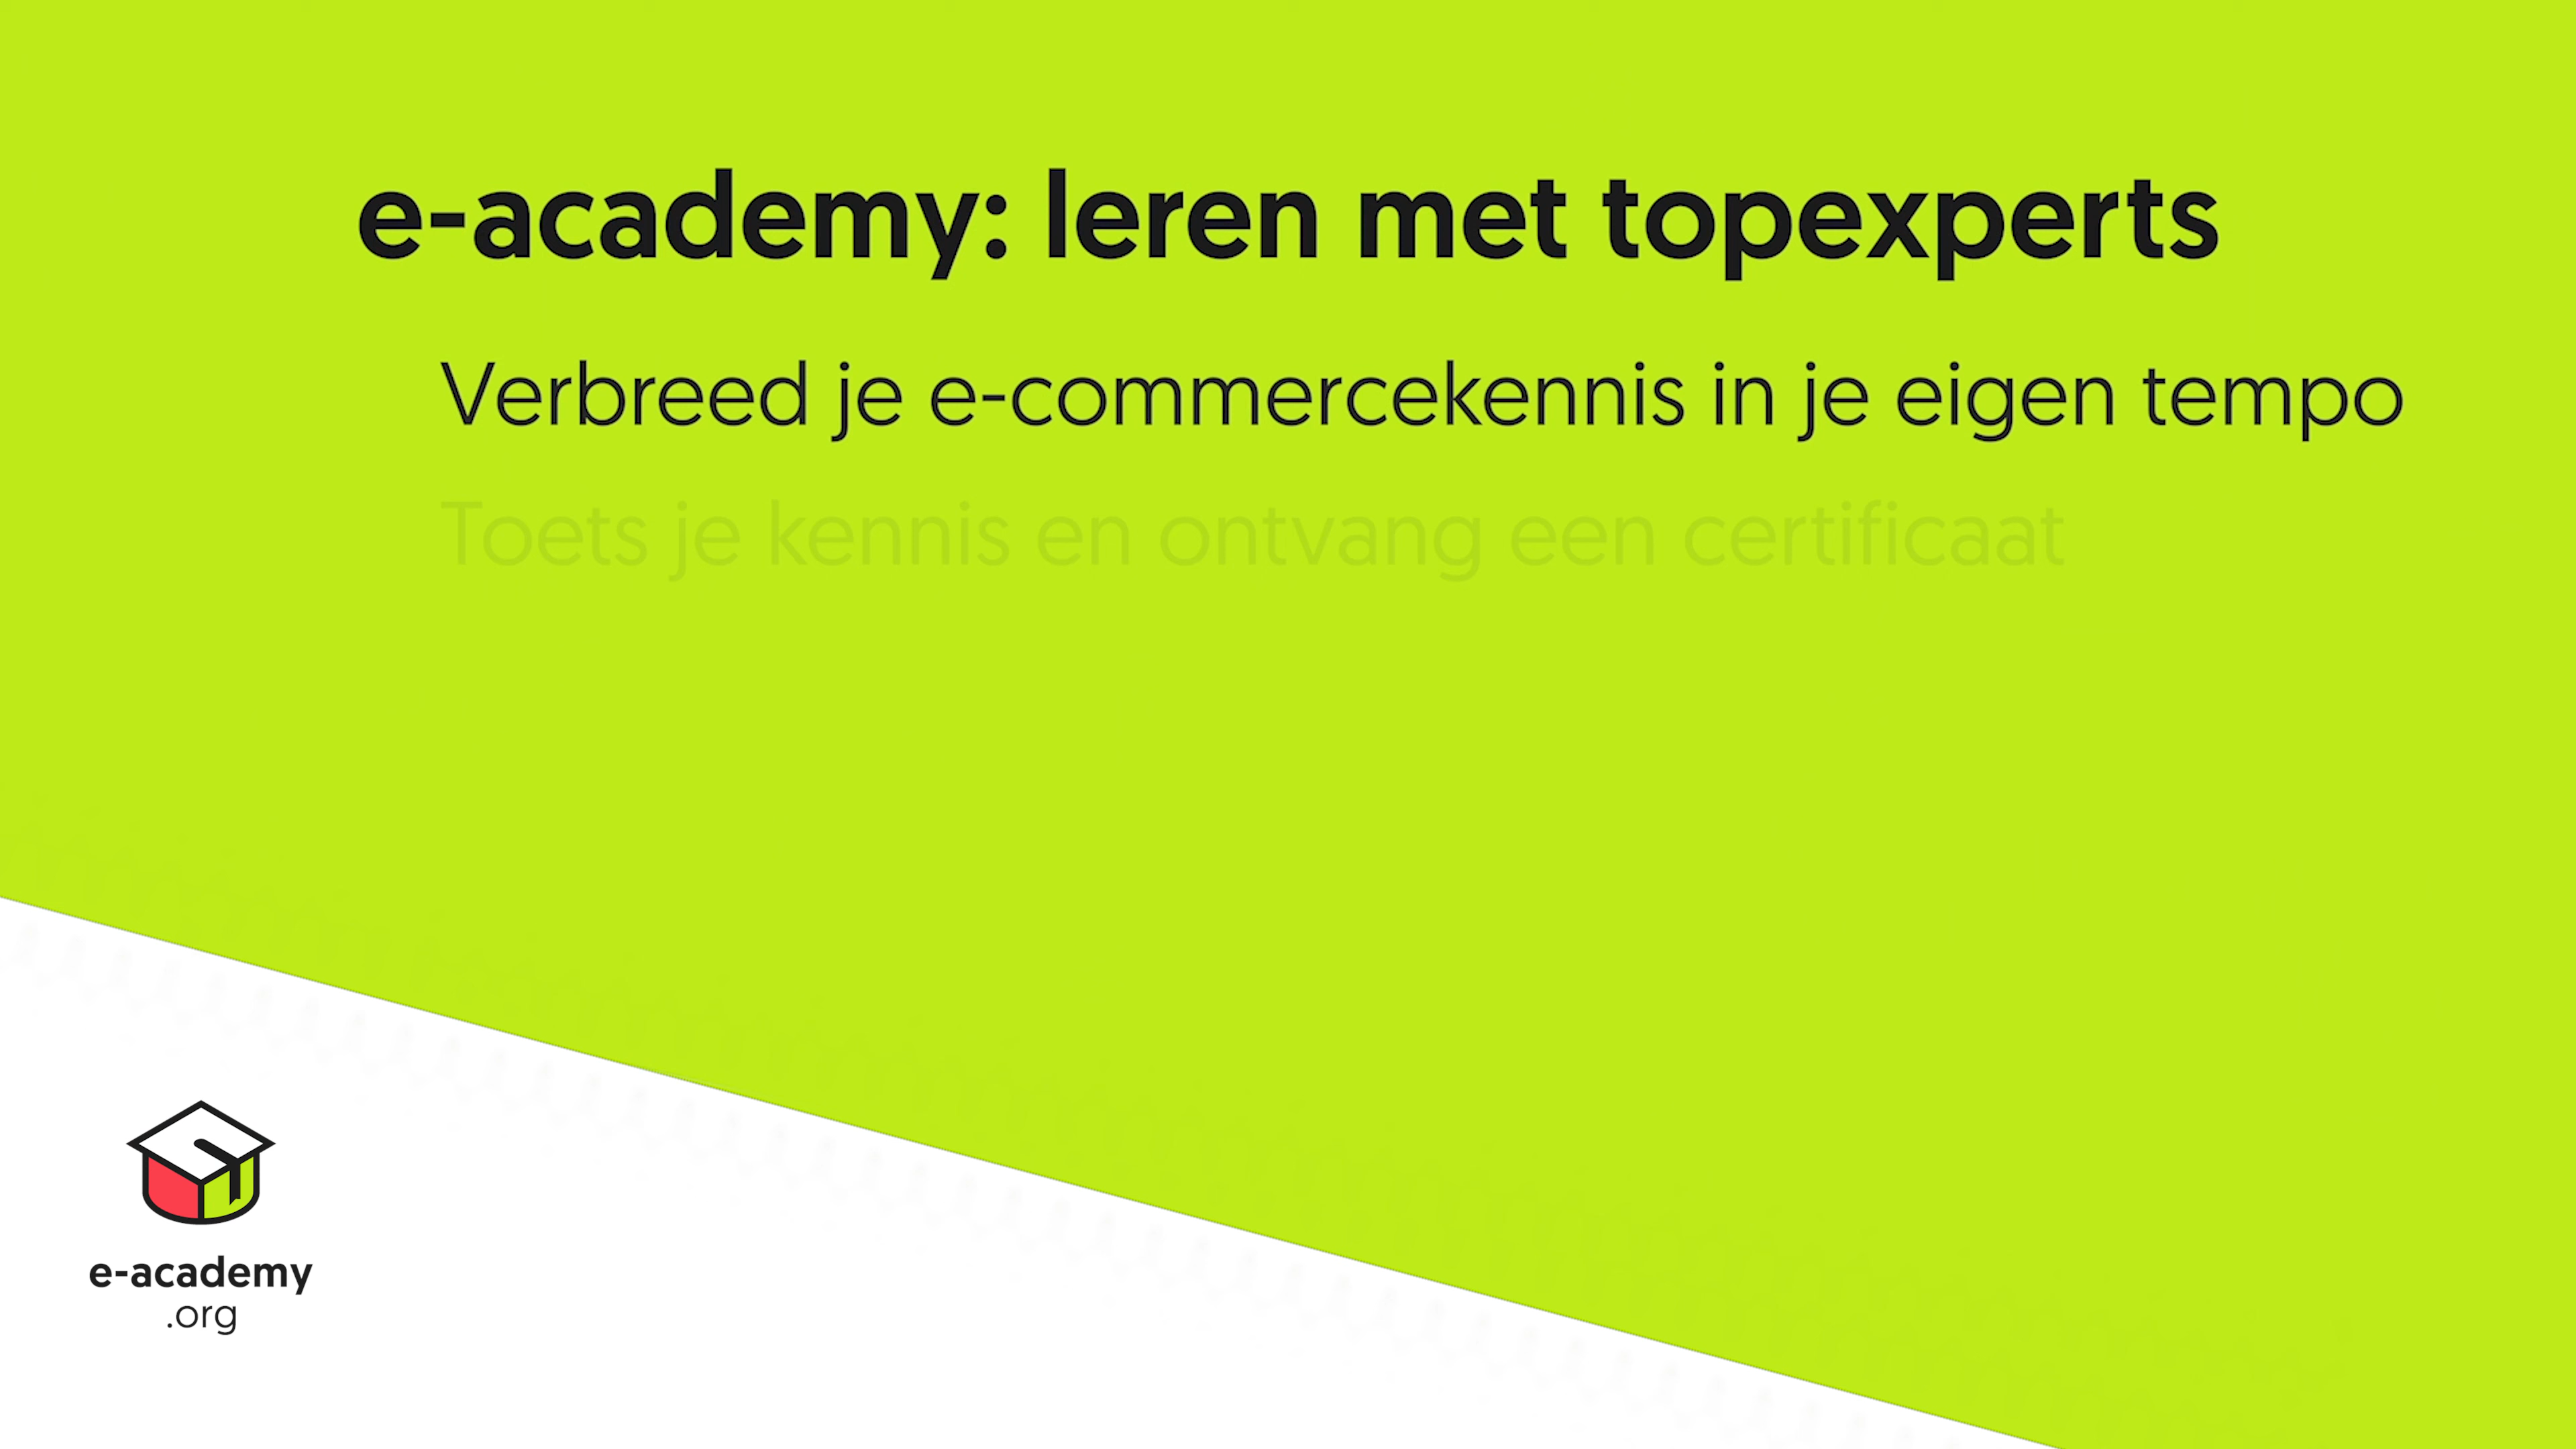 e-academy: leren met topexperts
Verbreed je e-commercekennis in je eigen tempo
Toets je kennis en ontvang een certificaat
e-academy
.org